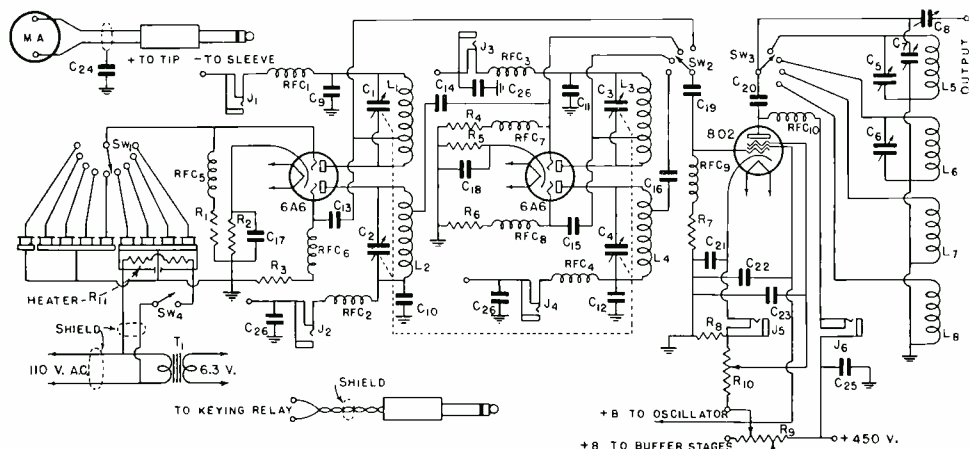 MA
+ TO TIP
- TO SLEEVE
C24
J1
RFC1
C9
C1
L1
J3
RFC3
C14
C26
C11
C3
L3
SW2
C19
SW3
C20
802
RFC10
C8
C7
C5
L5
OUTPUT
C6
L6
SW1
RFC5
R1
R2
C17
6A6
C13
RFC6
R3
C2
L2
R4
R5
RFC7
C18
6A6
R6
RFC8
C15
C16
C4
L4
RFC9
R7
C21
C22
C23
L7
L8
HEATER-R11
SW4
SHIELD
T1
110 V. A.C.
6.3 V.
C26
J2
RFC2
C10
C26
J4
RFC4
C12
R8
J5
J6
R10
C25
SHIELD
TO KEYING RELAY
+B TO OSCILLATOR
R9
+B TO BUFFER STAGES
+450 V.